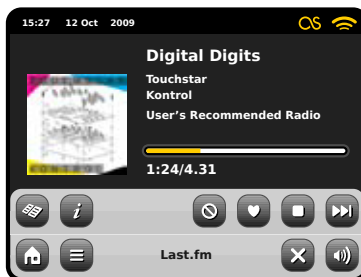 15:27 12 Oct 2009
Digital Digits
Touchstar
Kontrol
User's Recommended Radio
1:24/4.31
i
Last.fm